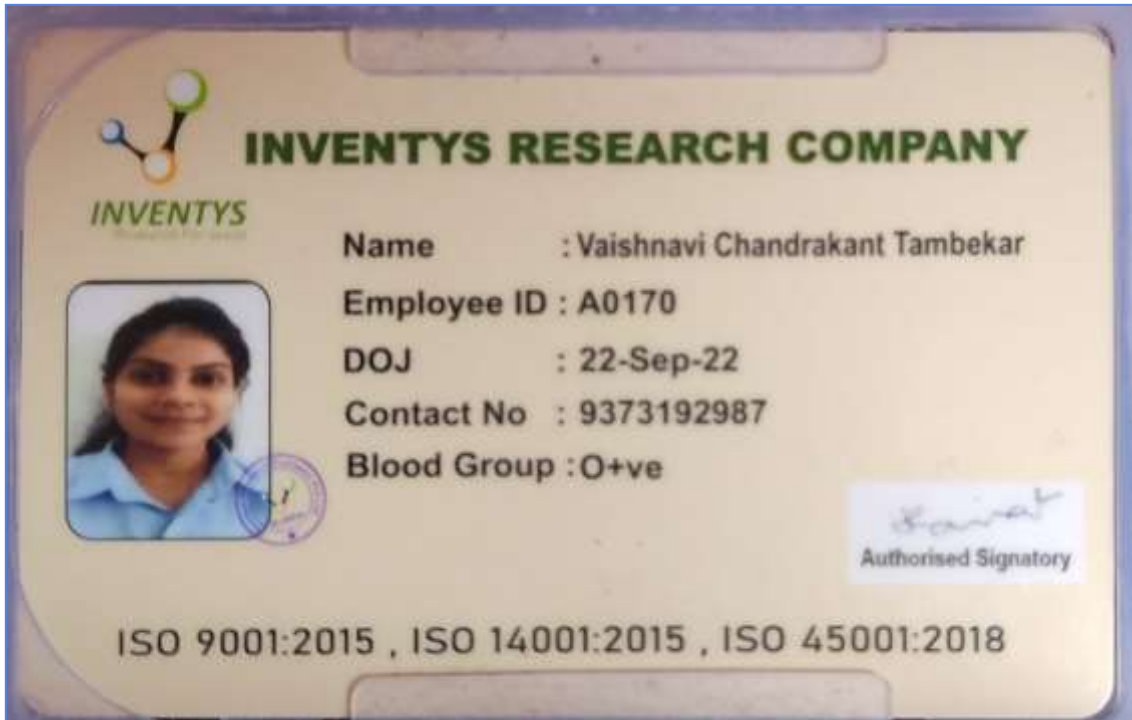 INVENTYS RESEARCH COMPANY
INVENTYS
Name : Vaishnavi Chandrakant Tambekar
Employee ID : A0170
DOJ : 22-Sep-22
Contact No : 9373192987
Blood Group :O+ve
Authorised Signatory
ISO 9001:2015 , ISO 14001:2015 , ISO 45001:2018